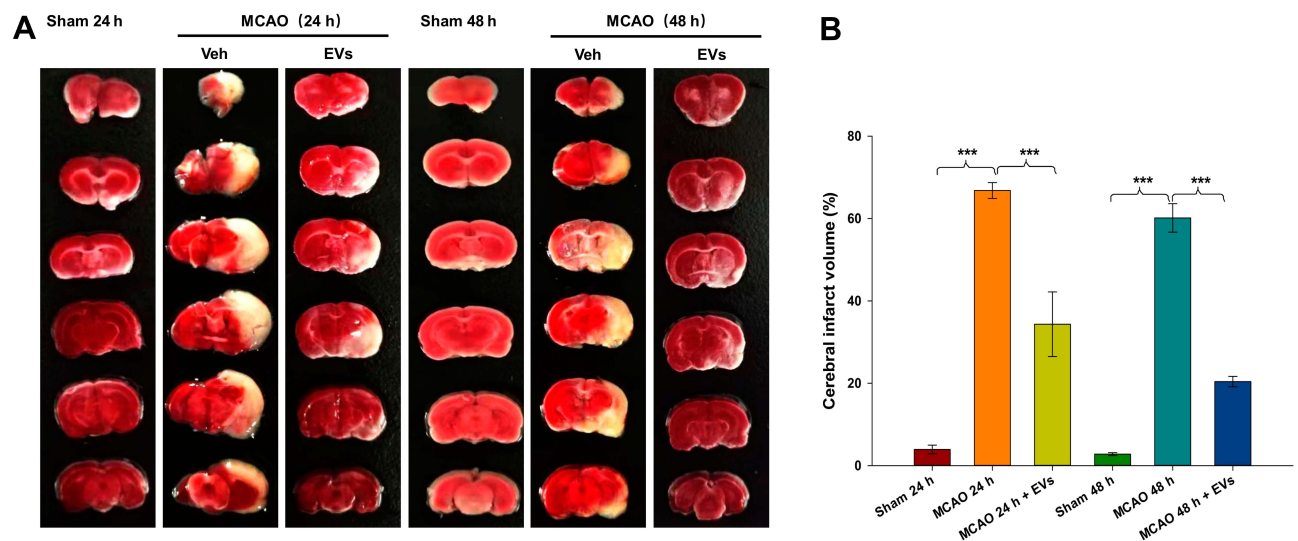 A
Sham 24 h
MCAO (24 h)
Sham 48 h
MCAO (48 h)
Veh
EVs
Veh
EVs
B
Cerebral infarct volume (%)
80
60
40
20
0
***
***
***
***
Sham 24 h
MCAO 24 h
MCAO 24 h + EVs
Sham 48 h
MCAO 48 h
MCAO 48 h + EVs